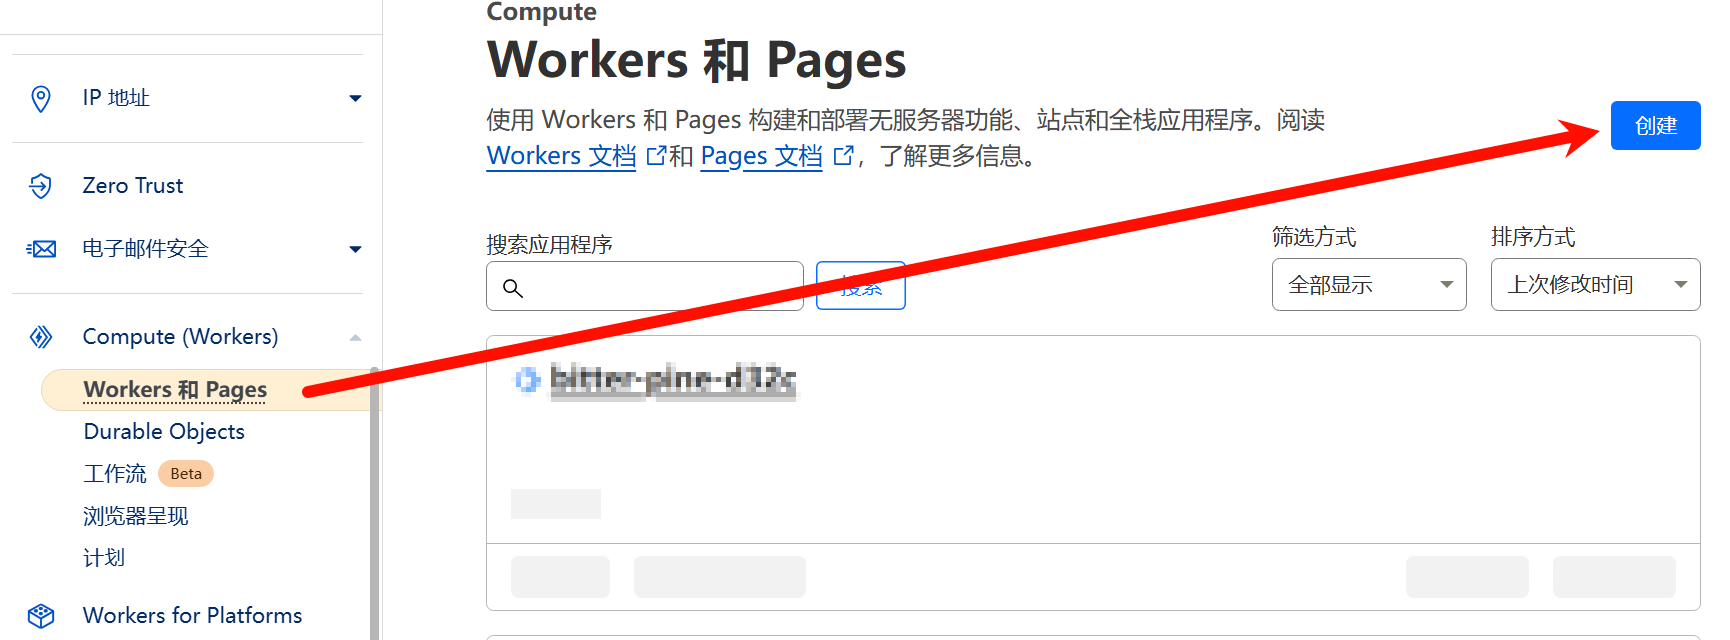 IP 地址
Zero Trust
电子邮件安全
Compute (Workers)
Workers 和 Pages
Durable Objects
工作流 Beta
浏览器呈现
计划
Workers for Platforms
Compute
Workers 和 Pages
使用 Workers 和 Pages 构建和部署无服务器功能、站点和全栈应用程序。阅读
Workers 文档 和 Pages 文档 ，了解更多信息。
创建
搜索应用程序
搜索
筛选方式
全部显示
排序方式
上次修改时间
bitter-pine-d32c